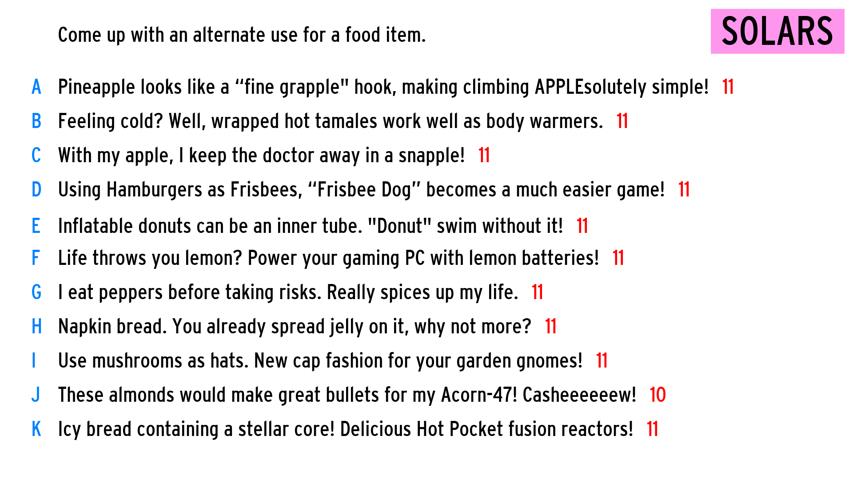 Come up with an alternate use for a food item.
SOLARS
A Pineapple looks like a “fine grapple" hook, making climbing APPLEsolutely simple! 11
B Feeling cold? Well, wrapped hot tamales work well as body warmers. 11
C With my apple, I keep the doctor away in a snapple! 11
D Using Hamburgers as Frisbees, “Frisbee Dog” becomes a much easier game! 11
E Inflatable donuts can be an inner tube. "Donut" swim without it! 11
F Life throws you lemon? Power your gaming PC with lemon batteries! 11
G I eat peppers before taking risks. Really spices up my life. 11
H Napkin bread. You already spread jelly on it, why not more? 11
I Use mushrooms as hats. New cap fashion for your garden gnomes! 11
J These almonds would make great bullets for my Acorn-47! Casheeeeeew! 10
K Icy bread containing a stellar core! Delicious Hot Pocket fusion reactors! 11